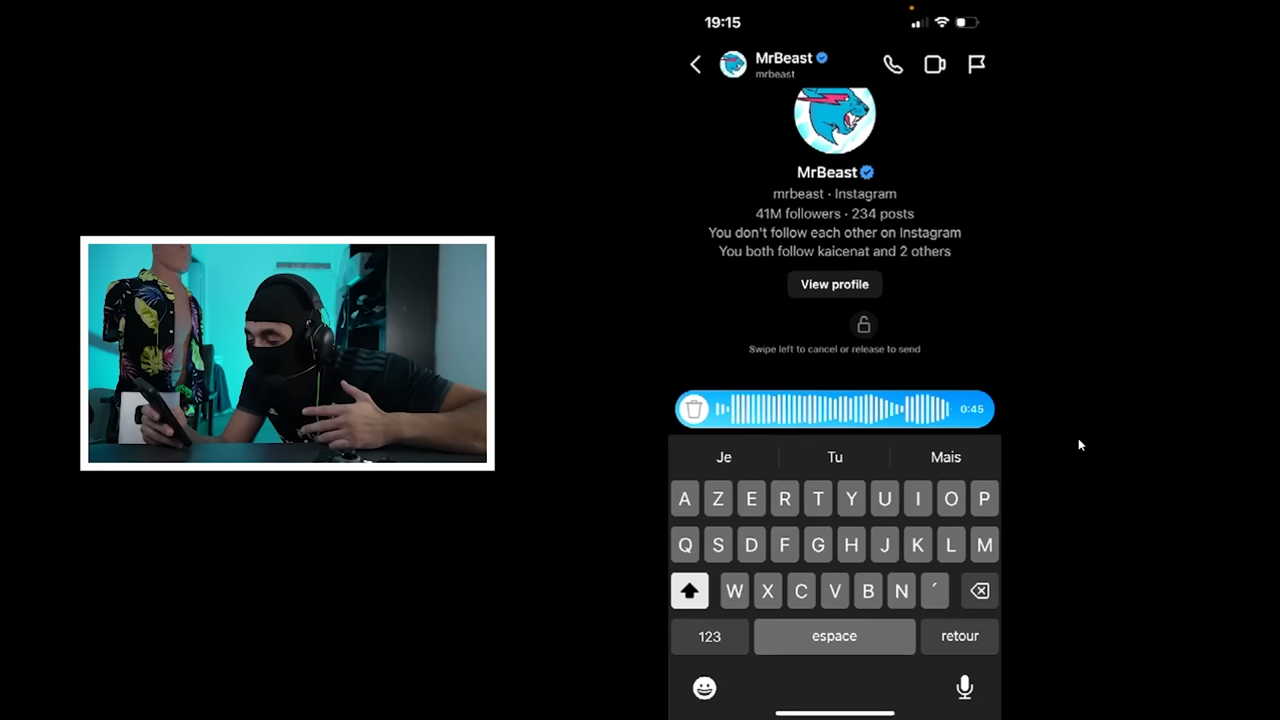 19:15
MrBeast
mrbeast
MrBeast
mrbeast · Instagram
41M followers · 234 posts
You don't follow each other on Instagram
You both follow kaicenat and 2 others
View profile
Swipe left to cancel or release to send
0:45
Je Tu Mais
A Z E R T Y U I O P
Q S D F G H J K L M
W X C V B N ´
123 espace retour